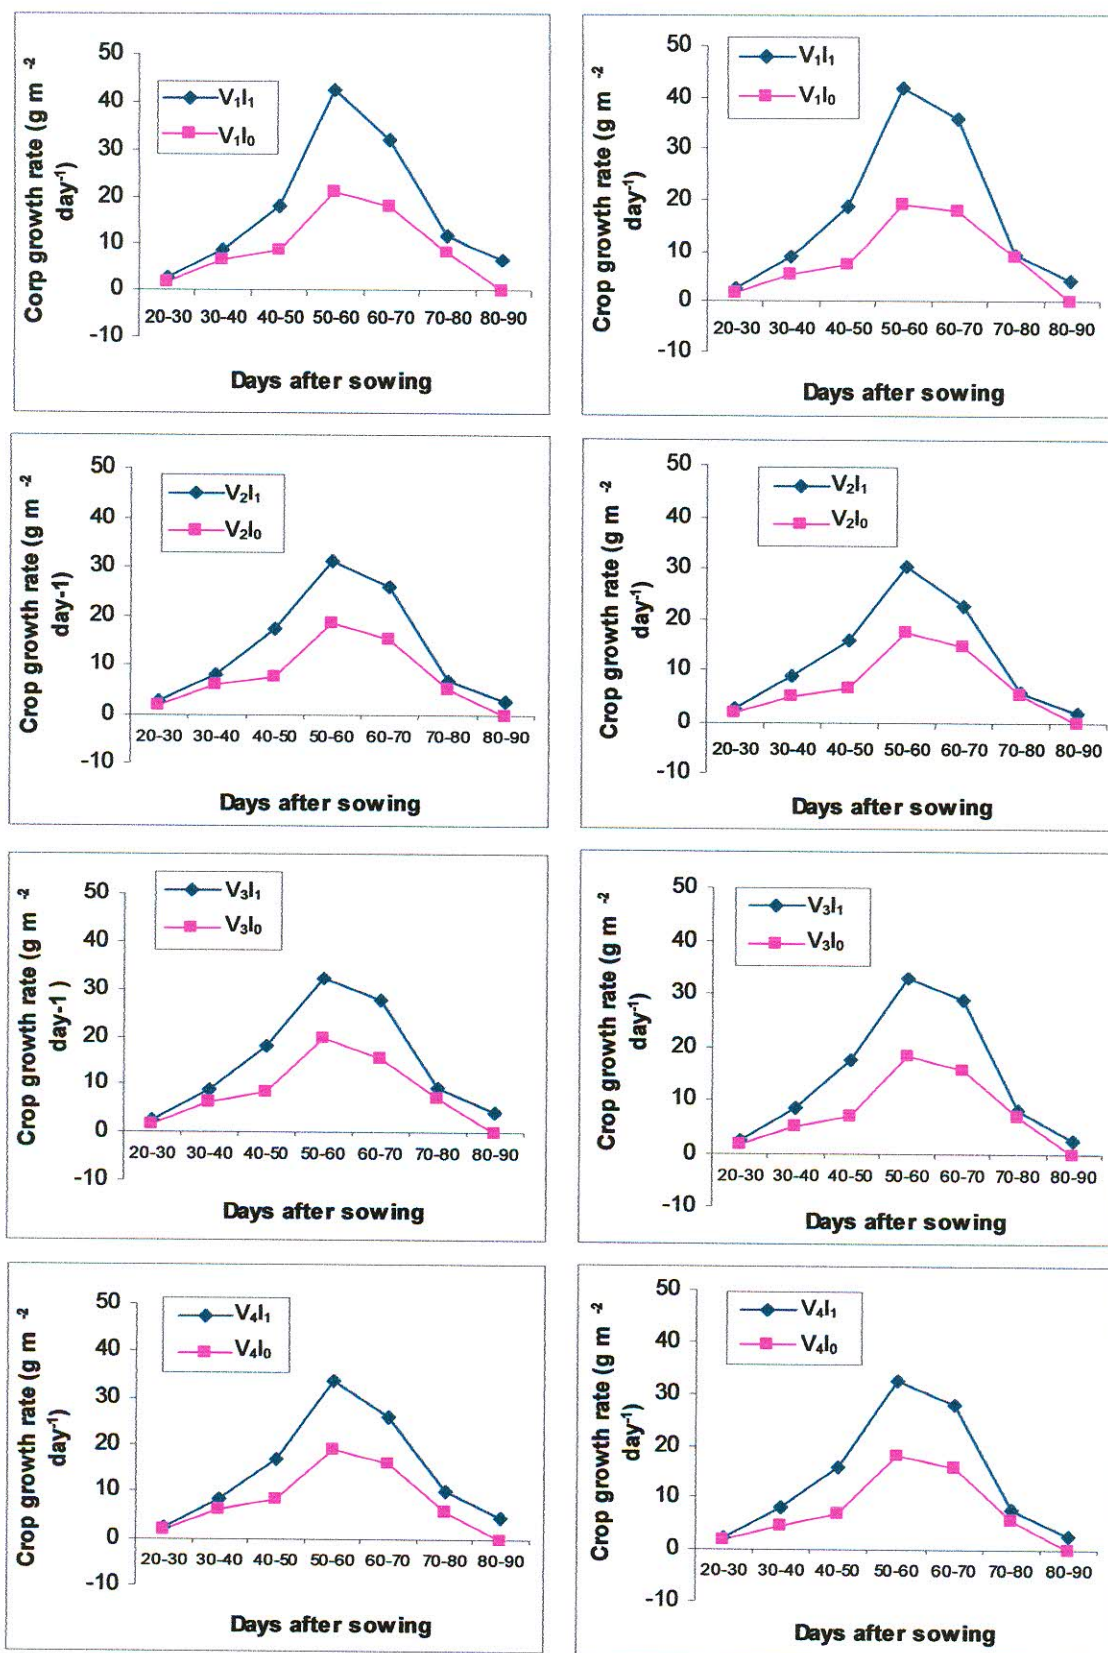 50
40
30
20
10
0
-10
Corp growth rate (g m⁻²
day⁻¹)
V₁I₁
V₁I₀
20-30 30-40 40-50 50-60 60-70 70-80 80-90
Days after sowing
50
40
30
20
10
0
-10
Crop growth rate (g m⁻²
day⁻¹)
V₁I₁
V₁I₀
20-30 30-40 40-50 50-60 60-70 70-80 80-90
Days after sowing
50
40
30
20
10
0
-10
Crop growth rate (g m⁻²
day-1)
V₂I₁
V₂I₀
20-30 30-40 40-50 50-60 60-70 70-80 80-90
Days after sowing
50
40
30
20
10
0
-10
Crop growth rate (g m⁻²
day⁻¹)
V₂I₁
V₂I₀
20-30 30-40 40-50 50-60 60-70 70-80 80-90
Days after sowing
50
40
30
20
10
0
-10
Crop growth rate (g m⁻²
day-1 )
V₃I₁
V₃I₀
20-30 30-40 40-50 50-60 60-70 70-80 80-90
Days after sowing
50
40
30
20
10
0
-10
Crop growth rate (g m⁻²
day⁻¹)
V₃I₁
V₃I₀
20-30 30-40 40-50 50-60 60-70 70-80 80-90
Days after sowing
50
40
30
20
10
0
-10
Crop growth rate (g m⁻²
day⁻¹)
V₄I₁
V₄I₀
20-30 30-40 40-50 50-60 60-70 70-80 80-90
Days after sowing
50
40
30
20
10
0
-10
Crop growth rate (g m⁻²
day⁻¹)
V₄I₁
V₄I₀
20-30 30-40 40-50 50-60 60-70 70-80 80-90
Days after sowing